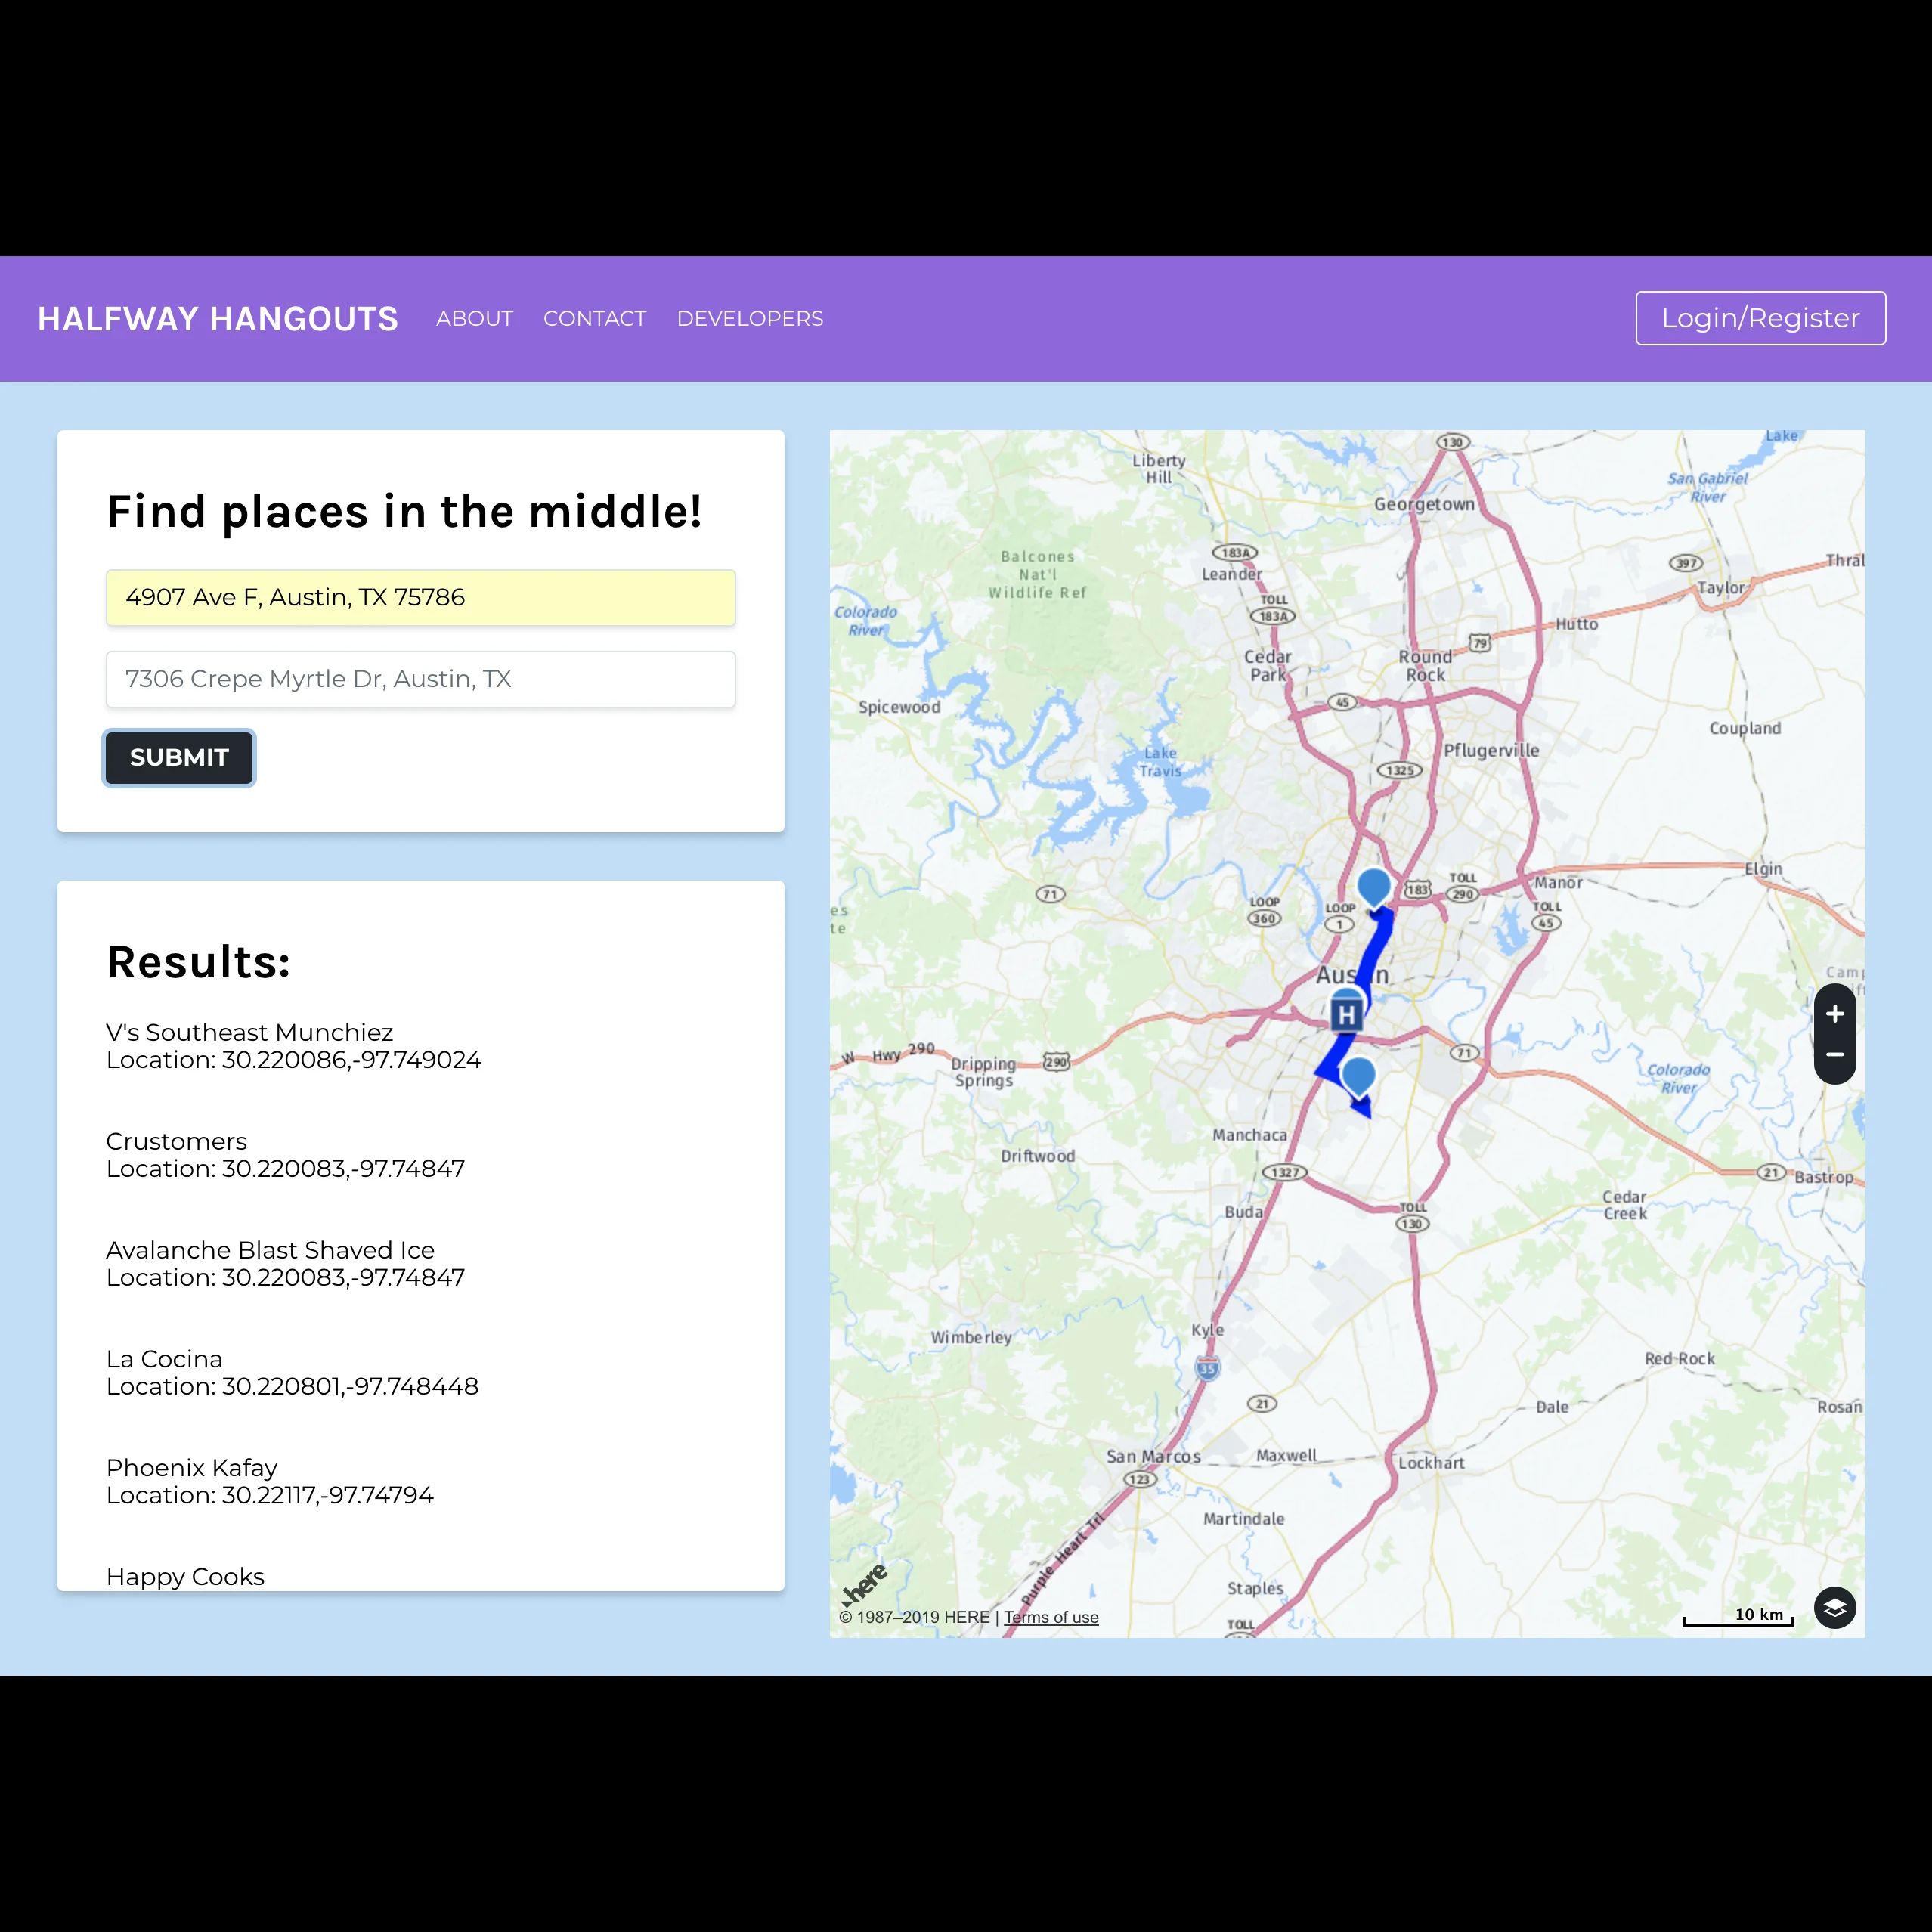 HALFWAY HANGOUTS
ABOUT
CONTACT
DEVELOPERS
Login/Register
Find places in the middle!
4907 Ave F, Austin, TX 75786
7306 Crepe Myrtle Dr, Austin, TX
SUBMIT
Results:
V's Southeast Munchiez
Location: 30.220086,-97.749024
Crustomers
Location: 30.220083,-97.74847
Avalanche Blast Shaved Ice
Location: 30.220083,-97.74847
La Cocina
Location: 30.220801,-97.748448
Phoenix Kafay
Location: 30.22117,-97.74794
Happy Cooks
130
Lake
Liberty
Hill
San Gabriel
River
Georgetown
183A
Leander
Balcones
Nat'l
Wildlife Ref
397
Thral
Taylor
TOLL
183A
Colorado
River
Hutto
79
Cedar
Park
Round
Rock
Spicewood
45
Coupland
Pflugerville
Lake
Travis
1325
Elgin
TOLL
290
183
Manor
71
LOOP
360
LOOP
1
TOLL
45
es
te
Austin
Camp
H
+
−
W Hwy 290
290
Dripping
Springs
71
Colorado
River
Manchaca
Driftwood
1327
21
Bastrop
Cedar
Creek
Buda
TOLL
130
Kyle
Wimberley
35
Red Rock
21
Dale
Rosan
San Marcos
Maxwell
Lockhart
123
Martindale
Purple Heart Trl
Staples
TOLL
here
© 1987–2019 HERE | Terms of use
10 km